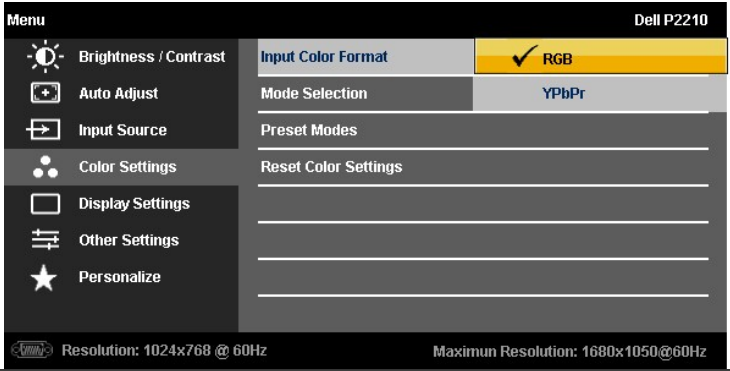 Menu Dell P2210
Brightness / Contrast Input Color Format RGB
Auto Adjust Mode Selection YPbPr
Input Source Preset Modes
Color Settings Reset Color Settings
Display Settings
Other Settings
Personalize
Resolution: 1024x768 @ 60Hz Maximun Resolution: 1680x1050@60Hz